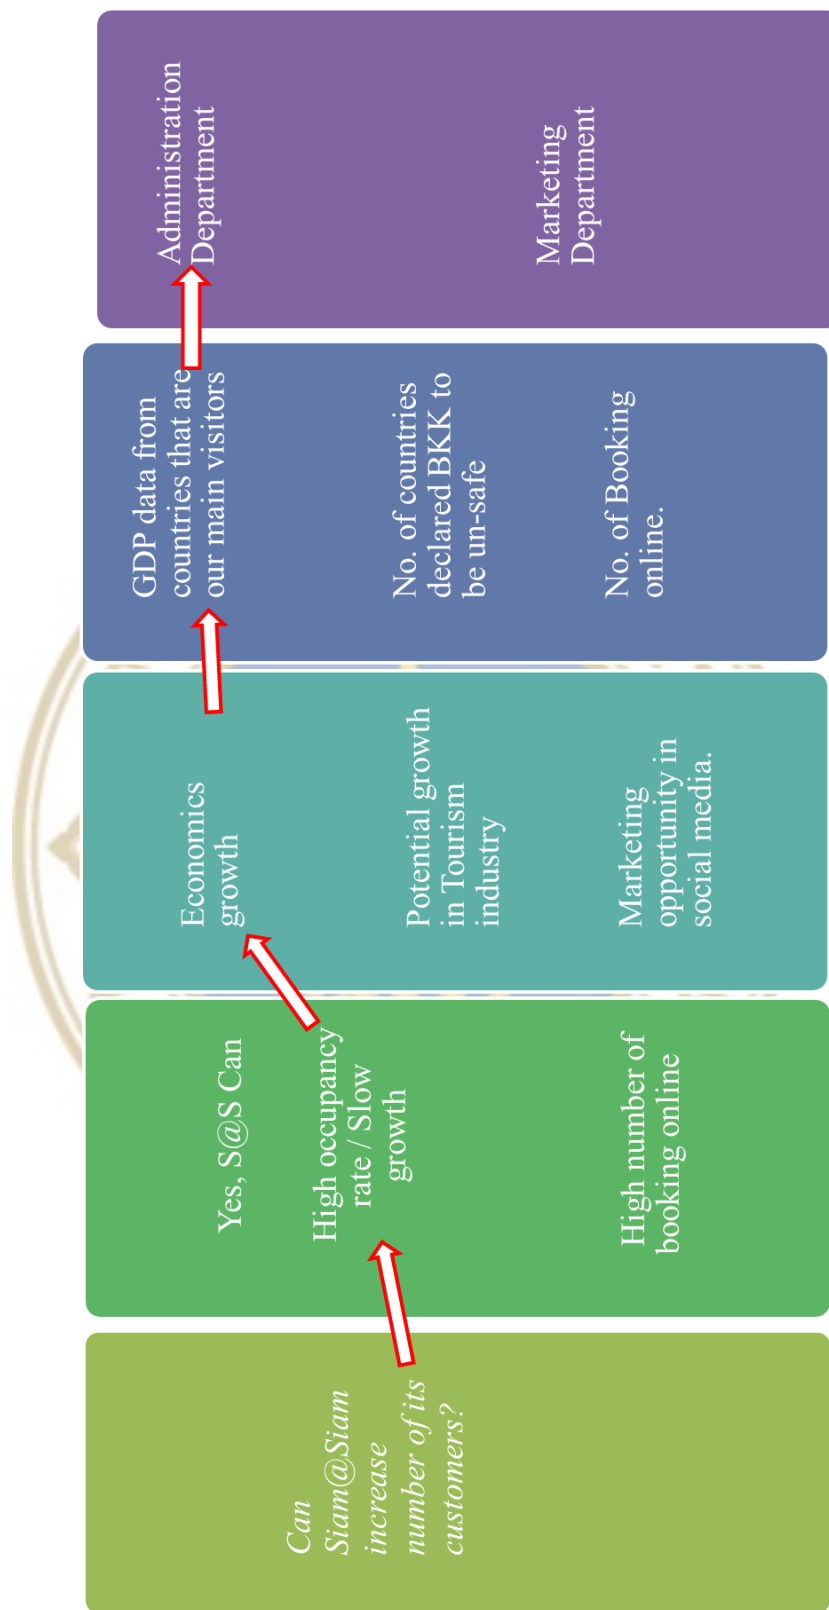 Can
Siam@Siam
increase
number of its
customers?
Yes, S@S Can
High occupancy
rate / Slow
growth
High number of
booking online
Economics
growth
Potential growth
in Tourism
industry
Marketing
opportunity in
social media.
GDP data from
countries that are
our main visitors
No. of countries
declared BKK to
be un-safe
No. of Booking
online.
Administration
Department
Marketing
Department